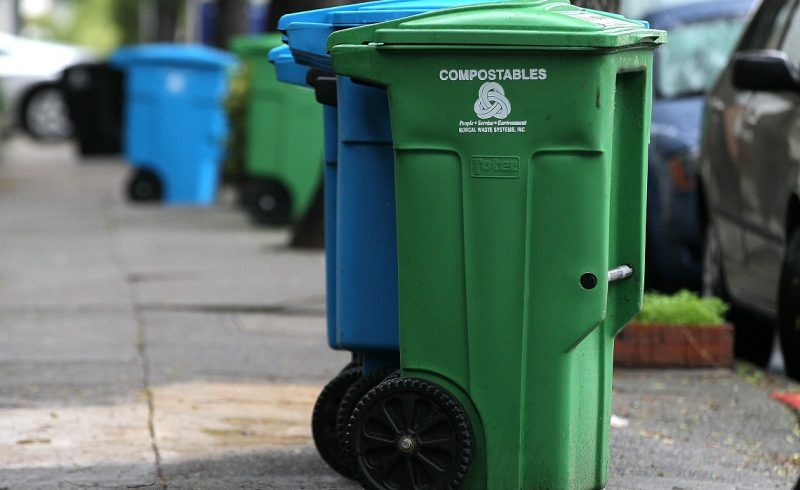 COMPOSTABLES
People • Service • Environment
NORCAL WASTE SYSTEMS, INC
Toter